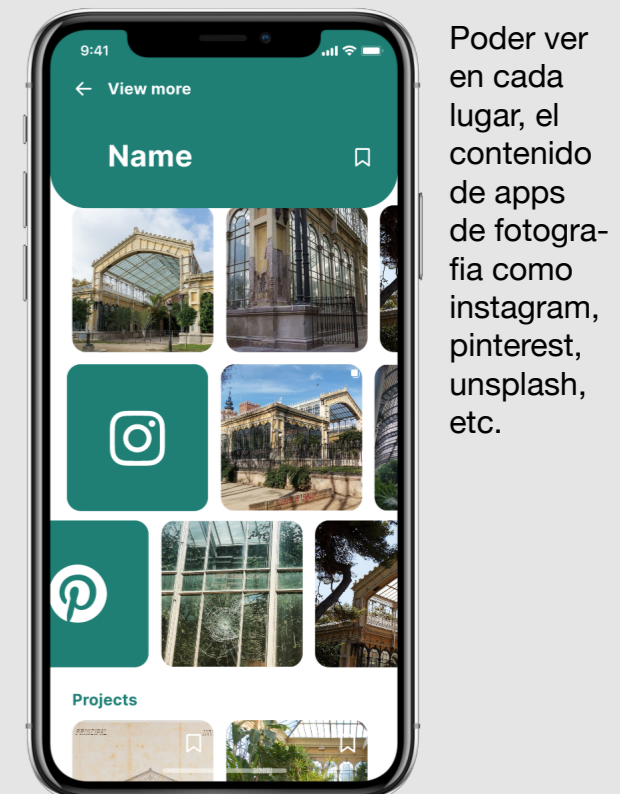 9:41
View more
Name
Projects
PRINCIPAL
Poder ver
en cada
lugar, el
contenido
de apps
de fotogra-
fia como
instagram,
pinterest,
unsplash,
etc.